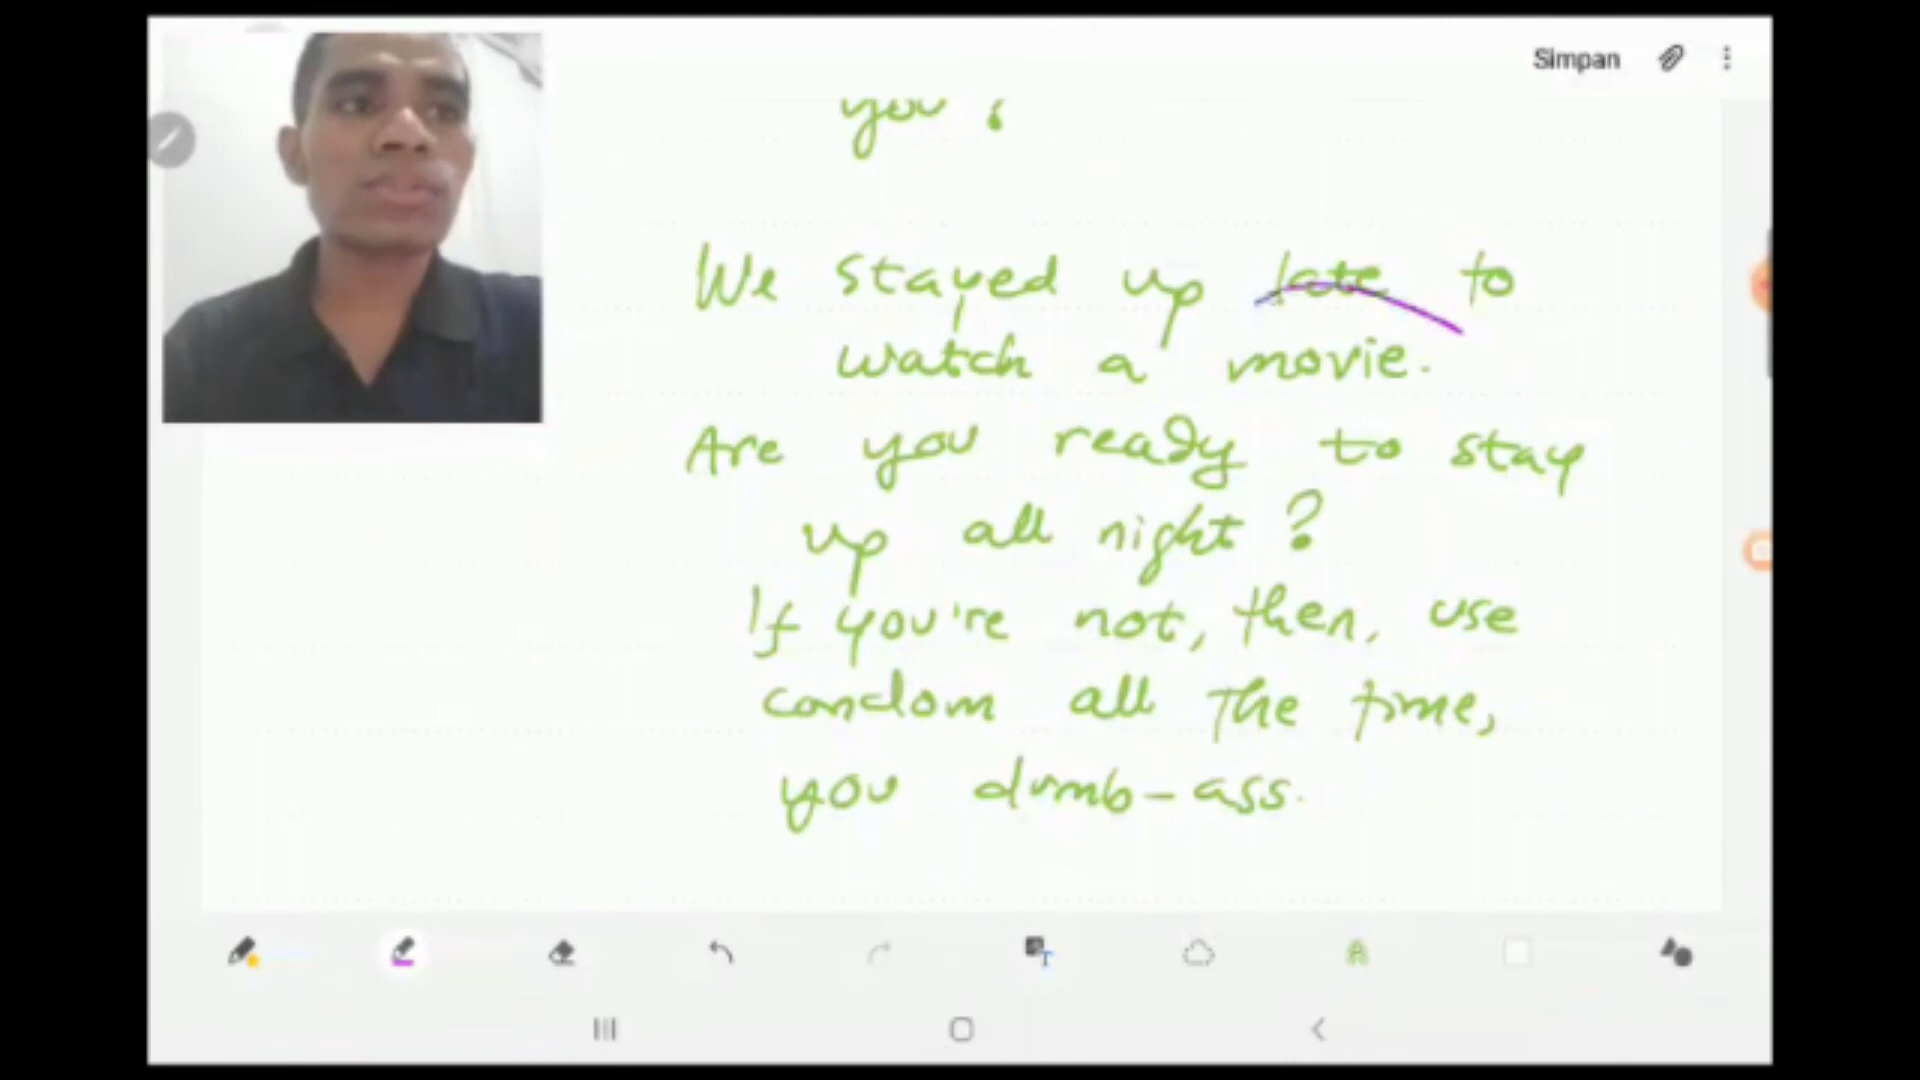 Simpan
you?
We stayed up late to
watch a movie.
Are you ready to stay
up all night?
If you're not, then, use
condom all the time,
you dumb-ass.